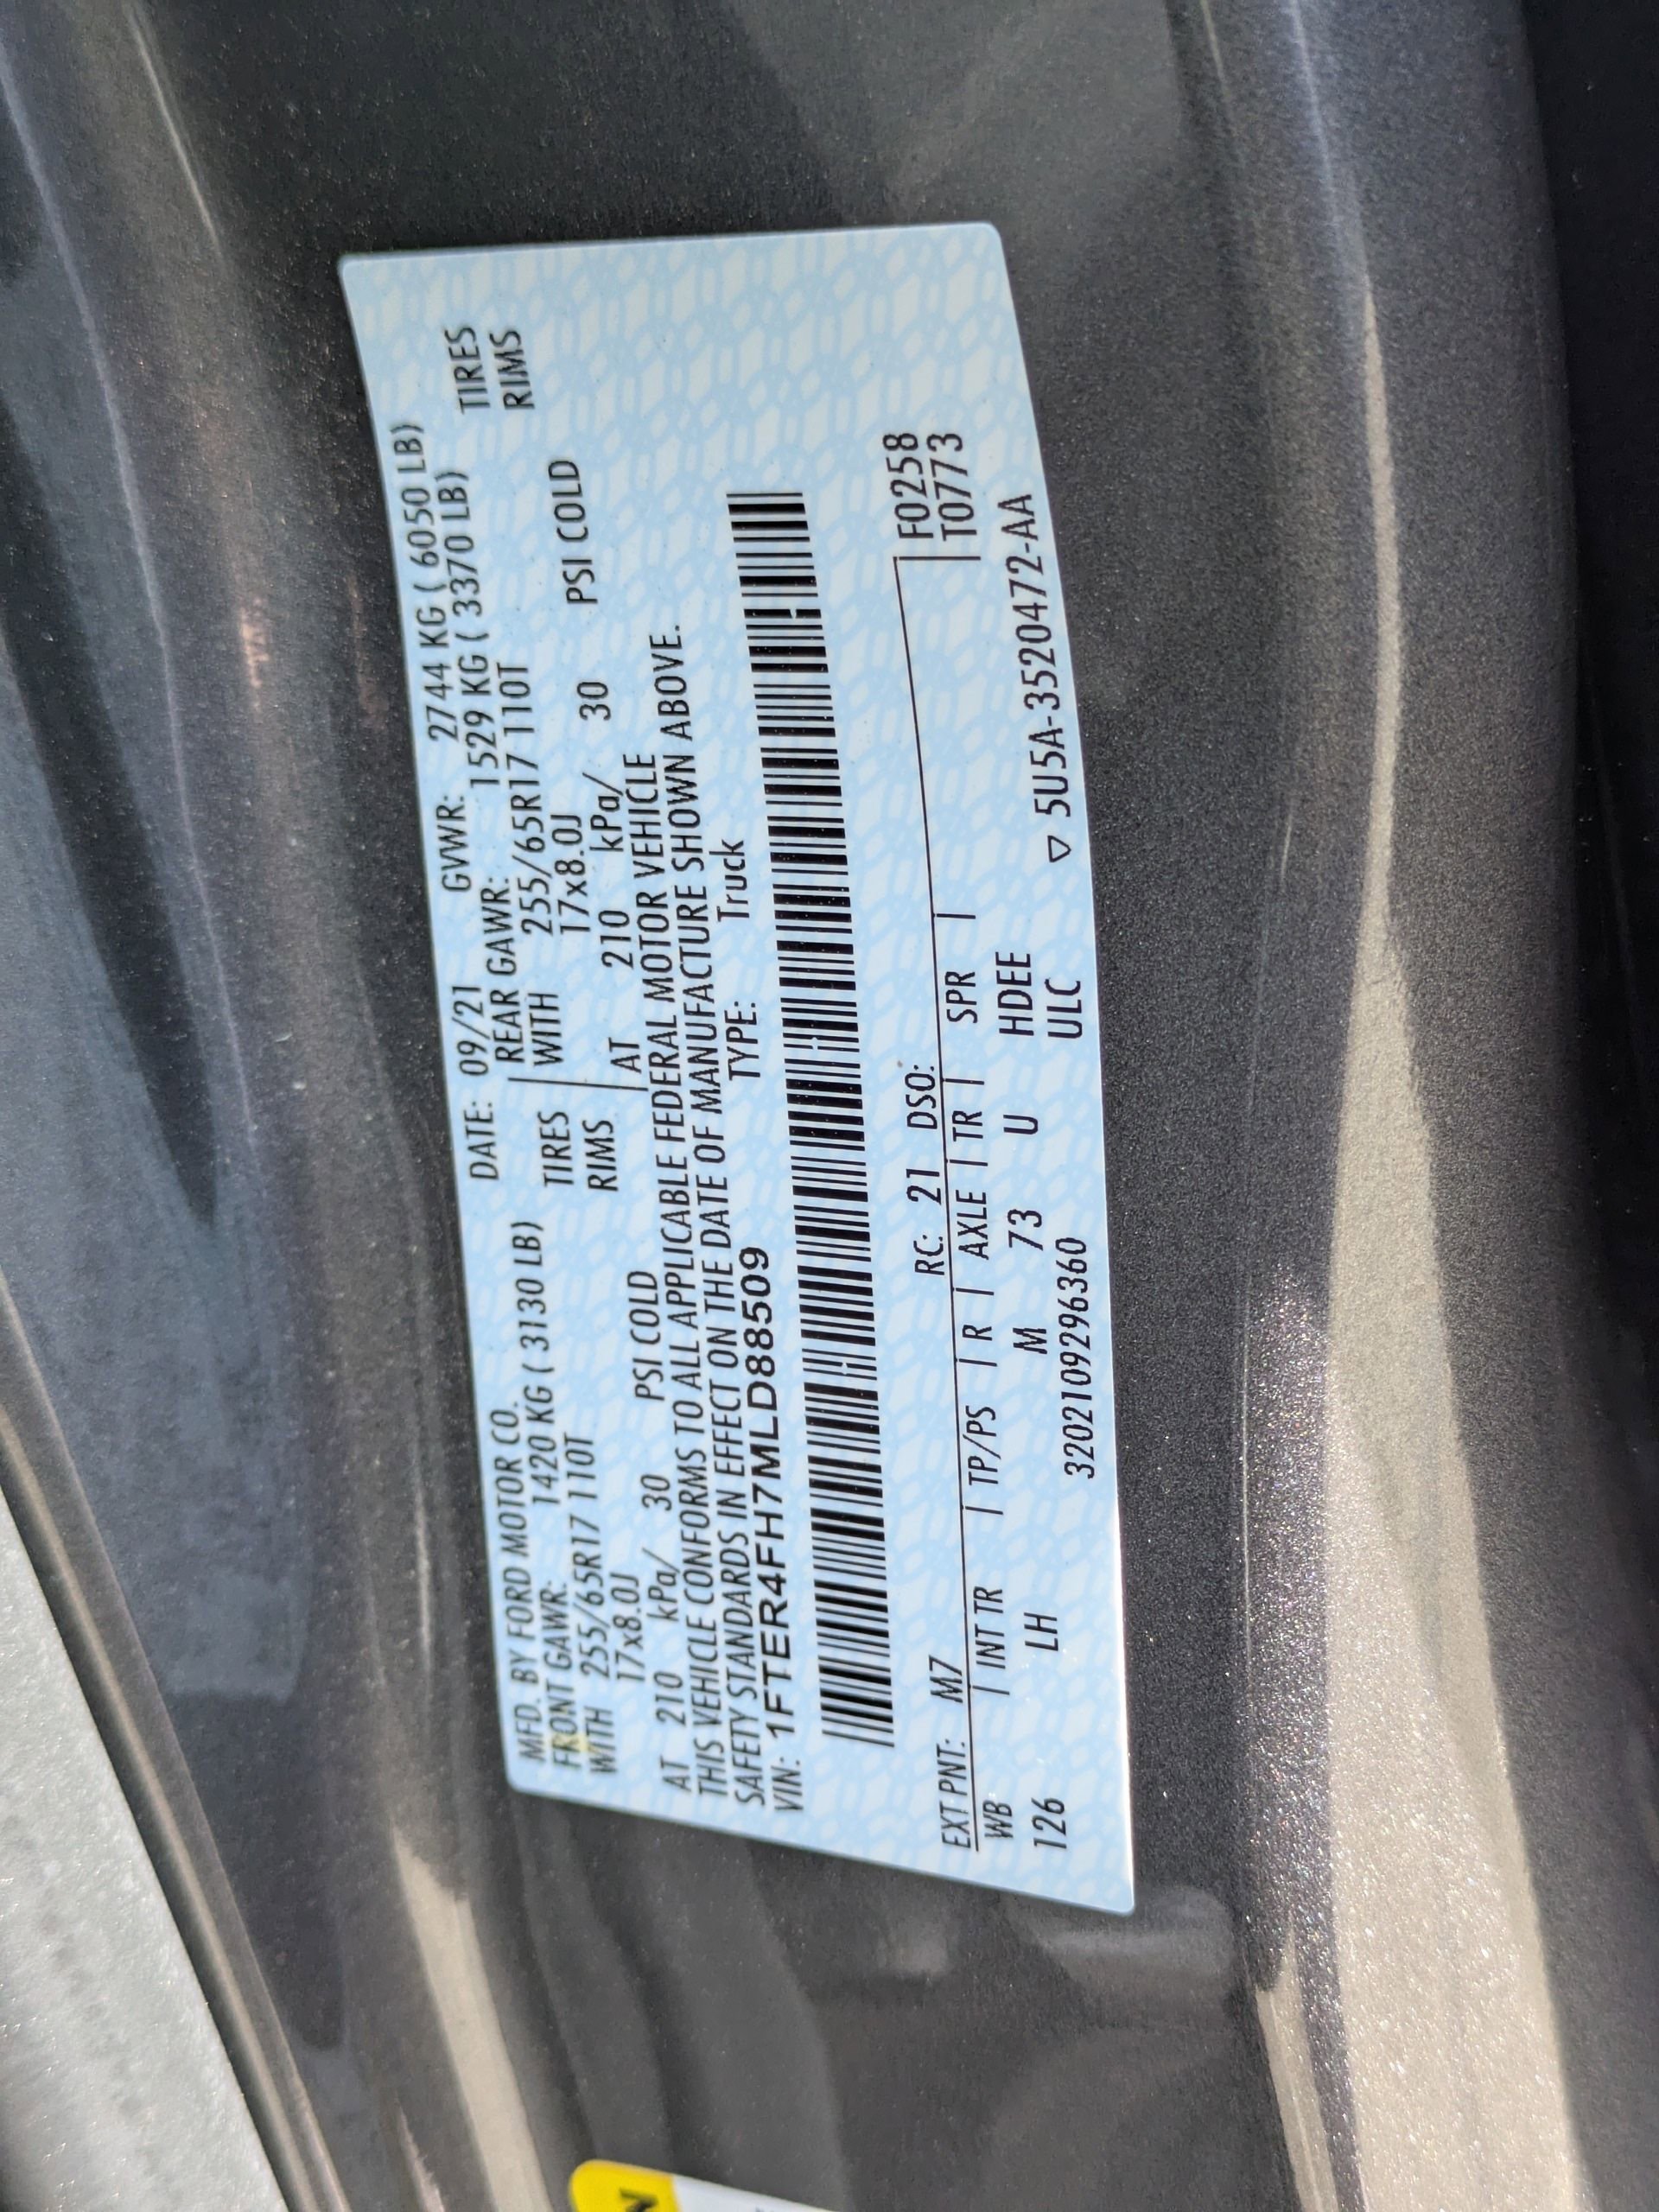 MFD. BY FORD MOTOR CO. DATE: 09/21 GVWR: 2744 KG ( 6050 LB)
FRONT GAWR: 1420 KG ( 3130 LB) REAR GAWR: 1529 KG ( 3370 LB)
WITH 255/65R17 110T TIRES WITH 255/65R17 110T TIRES
17x8.0J RIMS 17x8.0J RIMS
AT 210 kPa/ 30 PSI COLD AT 210 kPa/ 30 PSI COLD
THIS VEHICLE CONFORMS TO ALL APPLICABLE FEDERAL MOTOR VEHICLE
SAFETY STANDARDS IN EFFECT ON THE DATE OF MANUFACTURE SHOWN ABOVE.
VIN: 1FTER4FH7MLD88509 TYPE: Truck
EXT PNT: M7 RC: 21 DSO: F0258
WB | INT TR | TP/PS | R | AXLE | TR | SPR | T0773
126 LH M 73 U HDEE
3202109296360 ULC ▽ 5U5A-3520472-AA